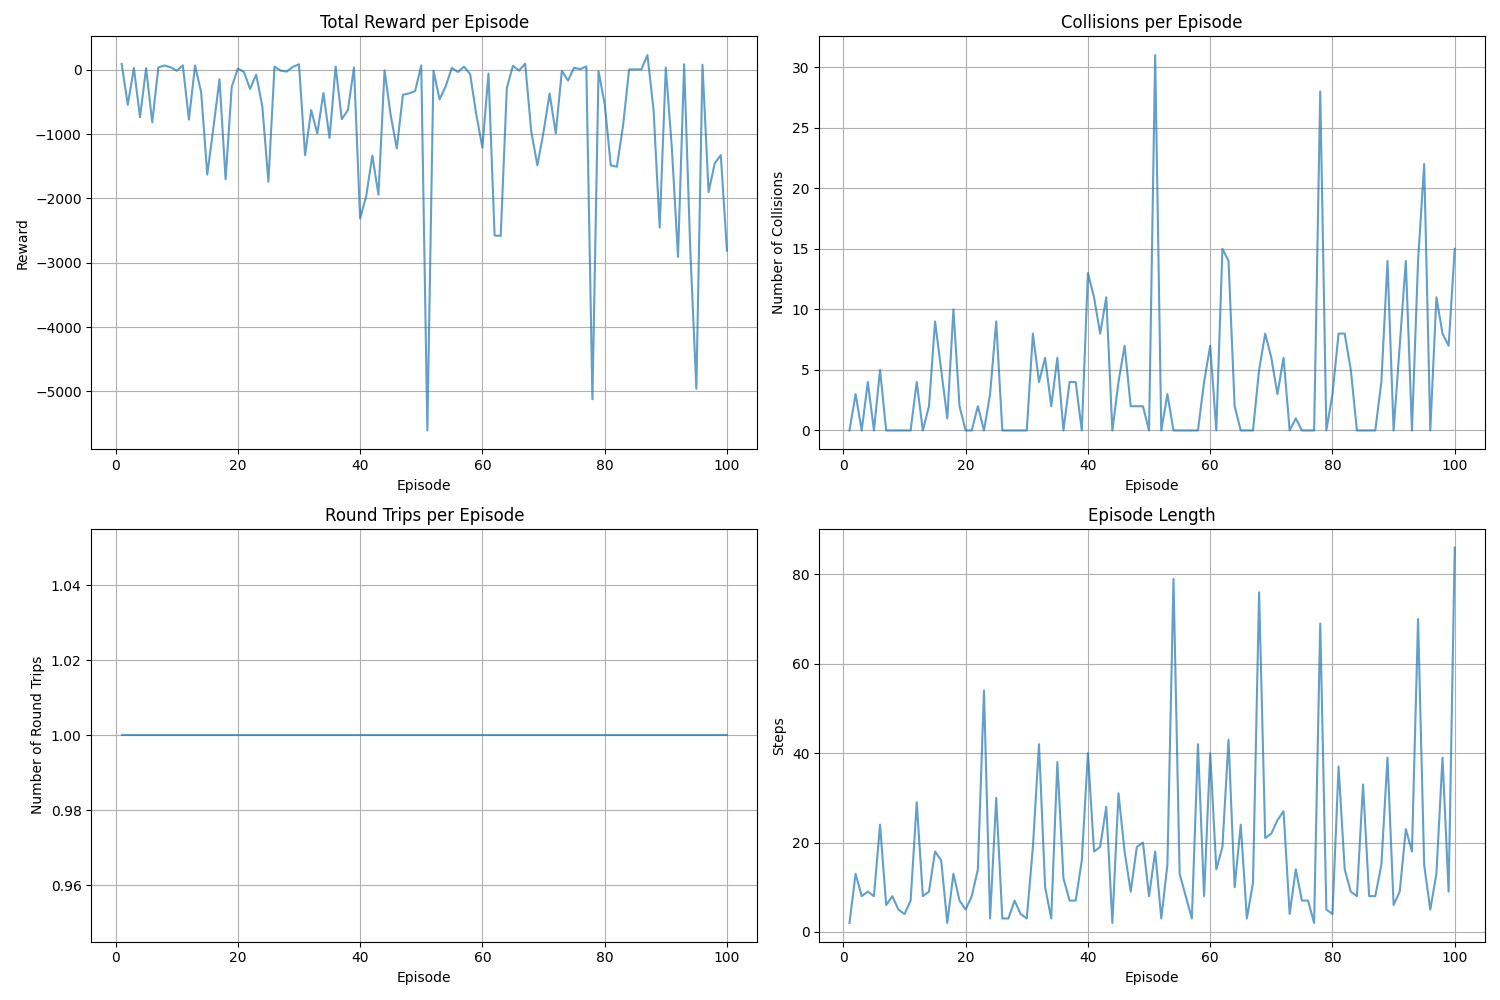 Total Reward per Episode
Reward
0
−1000
−2000
−3000
−4000
−5000
0 20 40 60 80 100
Episode
Collisions per Episode
Number of Collisions
30
25
20
15
10
5
0
0 20 40 60 80 100
Episode
Round Trips per Episode
Number of Round Trips
1.04
1.02
1.00
0.98
0.96
0 20 40 60 80 100
Episode
Episode Length
Steps
80
60
40
20
0
0 20 40 60 80 100
Episode